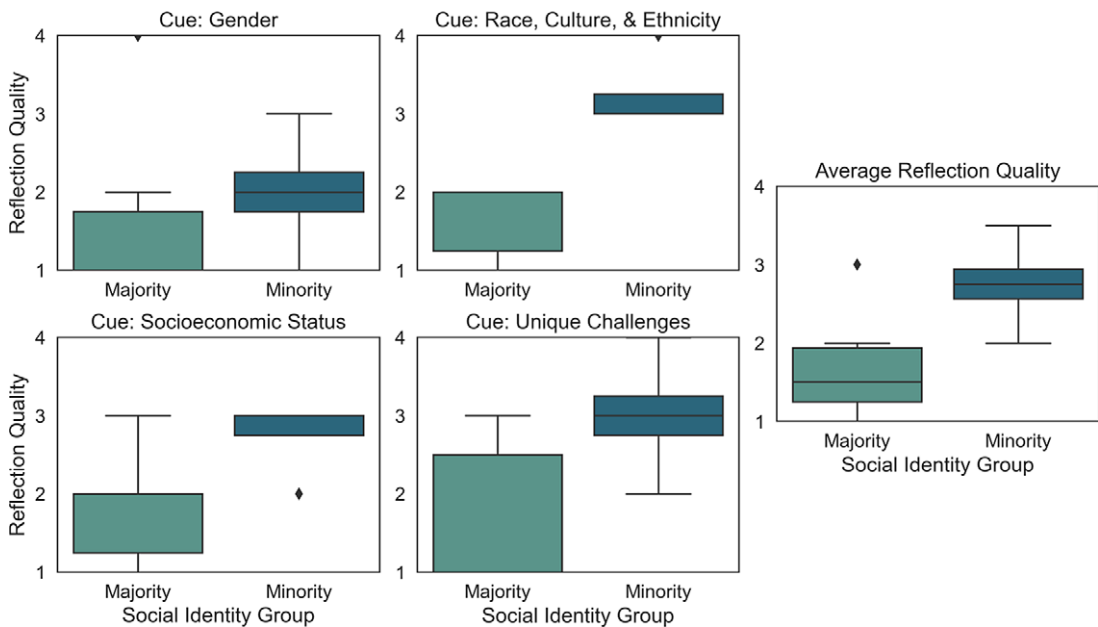 Cue: Gender
4
3
2
1
Reflection Quality
Majority
Minority
Cue: Race, Culture, & Ethnicity
4
3
2
1
Majority
Minority
Cue: Socioeconomic Status
4
3
2
1
Reflection Quality
Majority
Minority
Social Identity Group
Cue: Unique Challenges
4
3
2
1
Majority
Minority
Social Identity Group
Average Reflection Quality
4
3
2
1
Majority
Minority
Social Identity Group